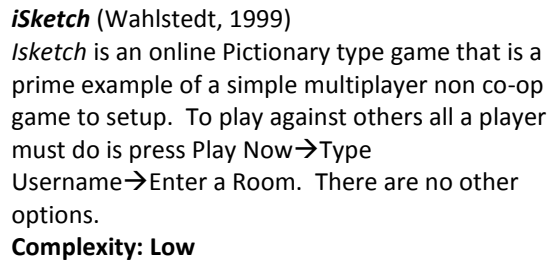 iSketch (Wahlstedt, 1999)
Isketch is an online Pictionary type game that is a
prime example of a simple multiplayer non co-op
game to setup.  To play against others all a player
must do is press Play Now→Type
Username→Enter a Room.  There are no other
options.
Complexity: Low